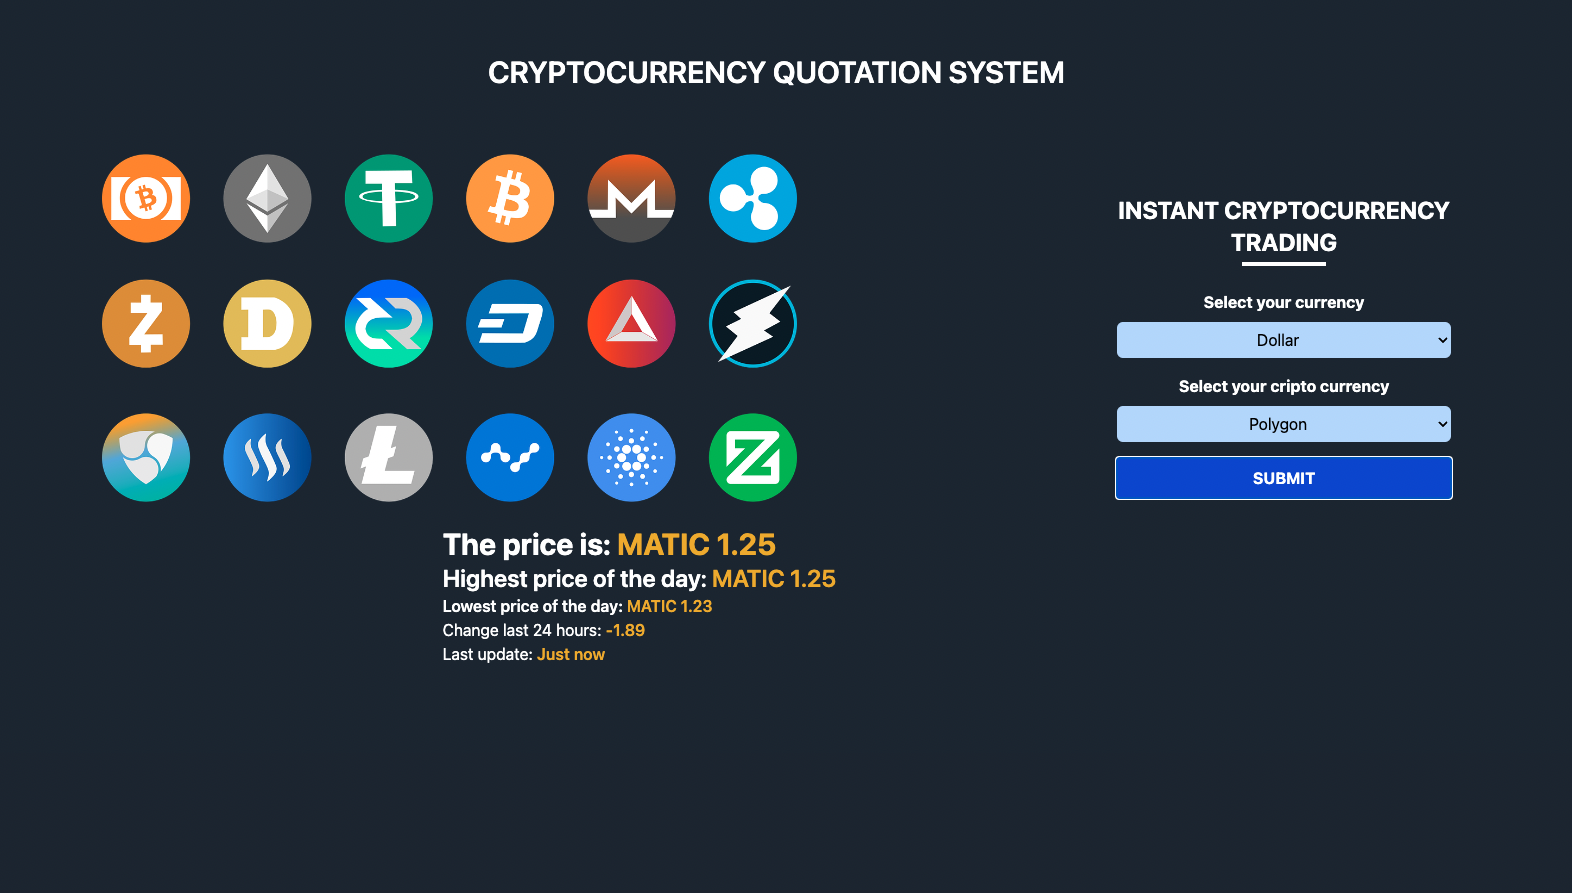 CRYPTOCURRENCY QUOTATION SYSTEM
INSTANT CRYPTOCURRENCY
TRADING
Select your currency
Dollar
Select your cripto currency
Polygon
SUBMIT
The price is: MATIC 1.25
Highest price of the day: MATIC 1.25
Lowest price of the day: MATIC 1.23
Change last 24 hours: -1.89
Last update: Just now